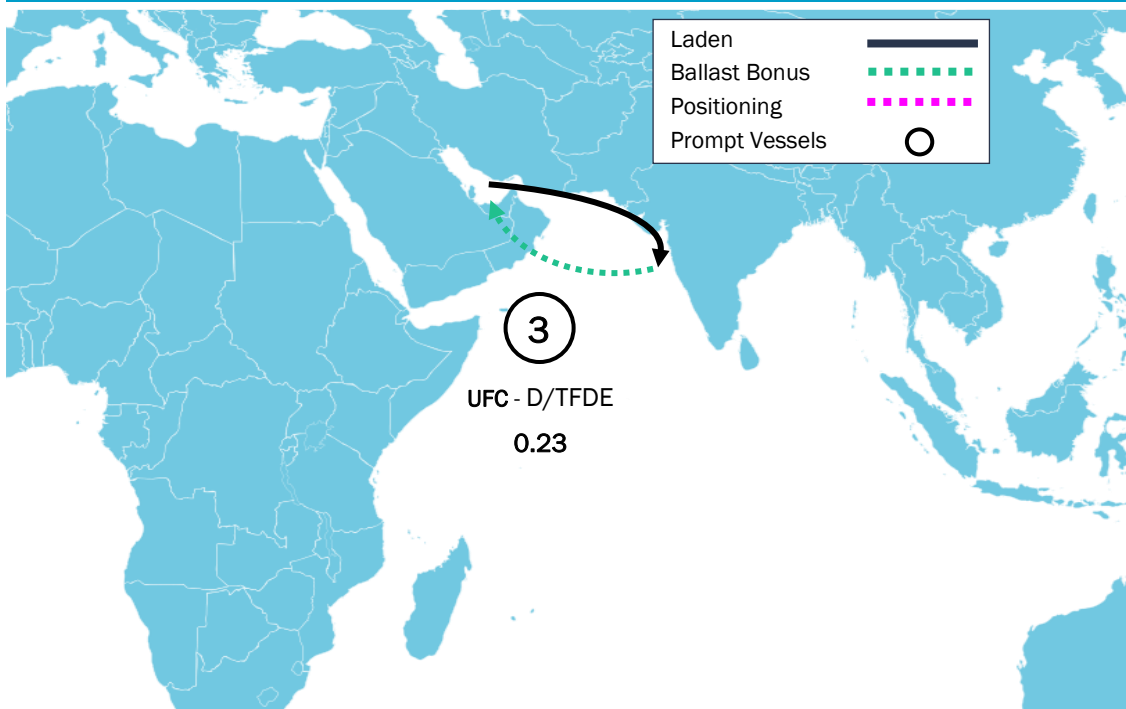 Laden
Ballast Bonus
Positioning
Prompt Vessels
3
UFC - D/TFDE
0.23